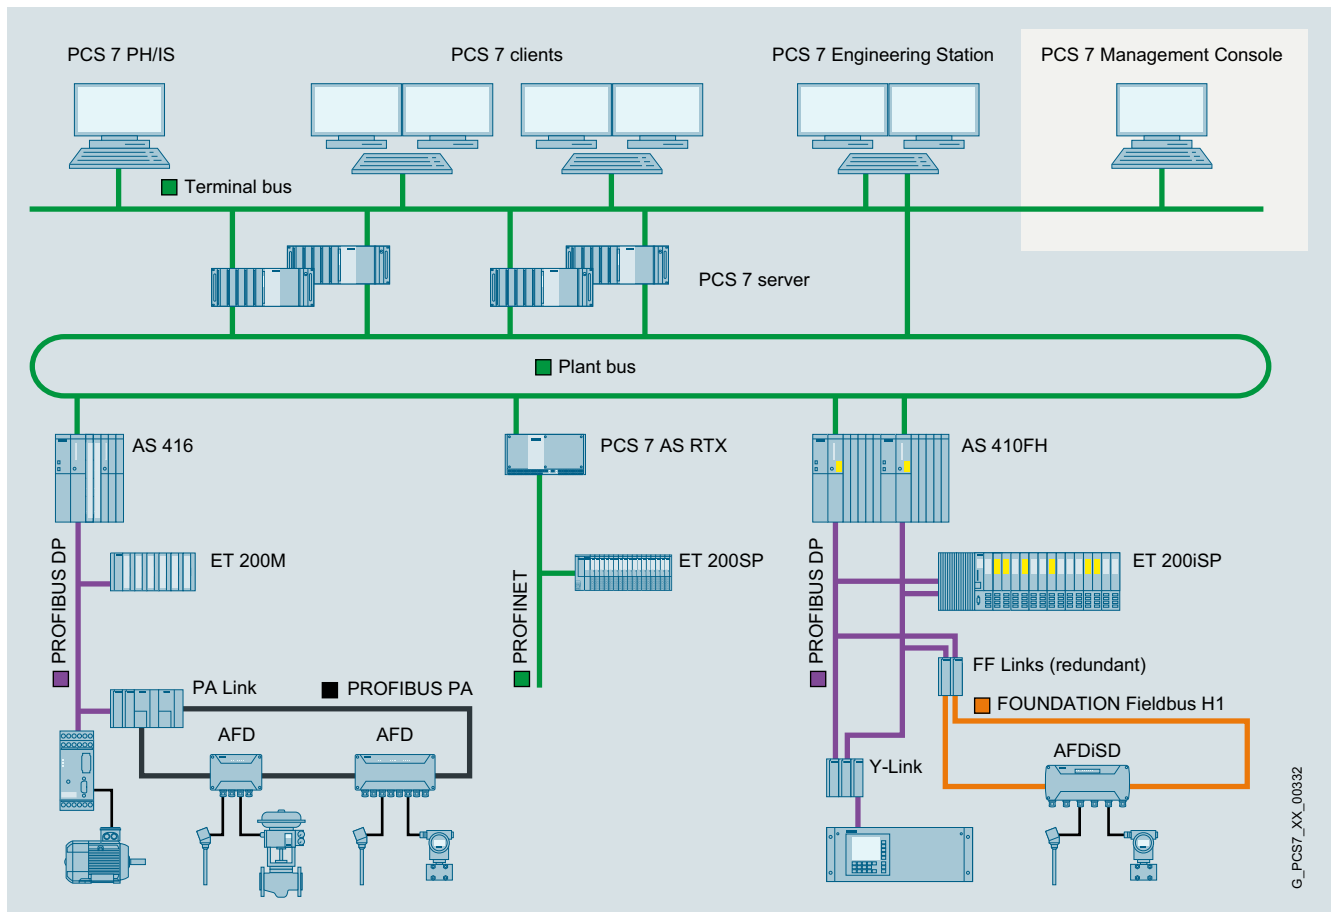 PCS 7 PH/IS
PCS 7 clients
PCS 7 Engineering Station
PCS 7 Management Console
Terminal bus
PCS 7 server
Plant bus
AS 416
PCS 7 AS RTX
AS 410FH
PROFIBUS DP
ET 200M
PROFINET
ET 200SP
PROFIBUS DP
ET 200iSP
FF Links (redundant)
PA Link
PROFIBUS PA
FOUNDATION Fieldbus H1
AFD
AFD
Y-Link
AFDiSD
G_PCS7_XX_00332